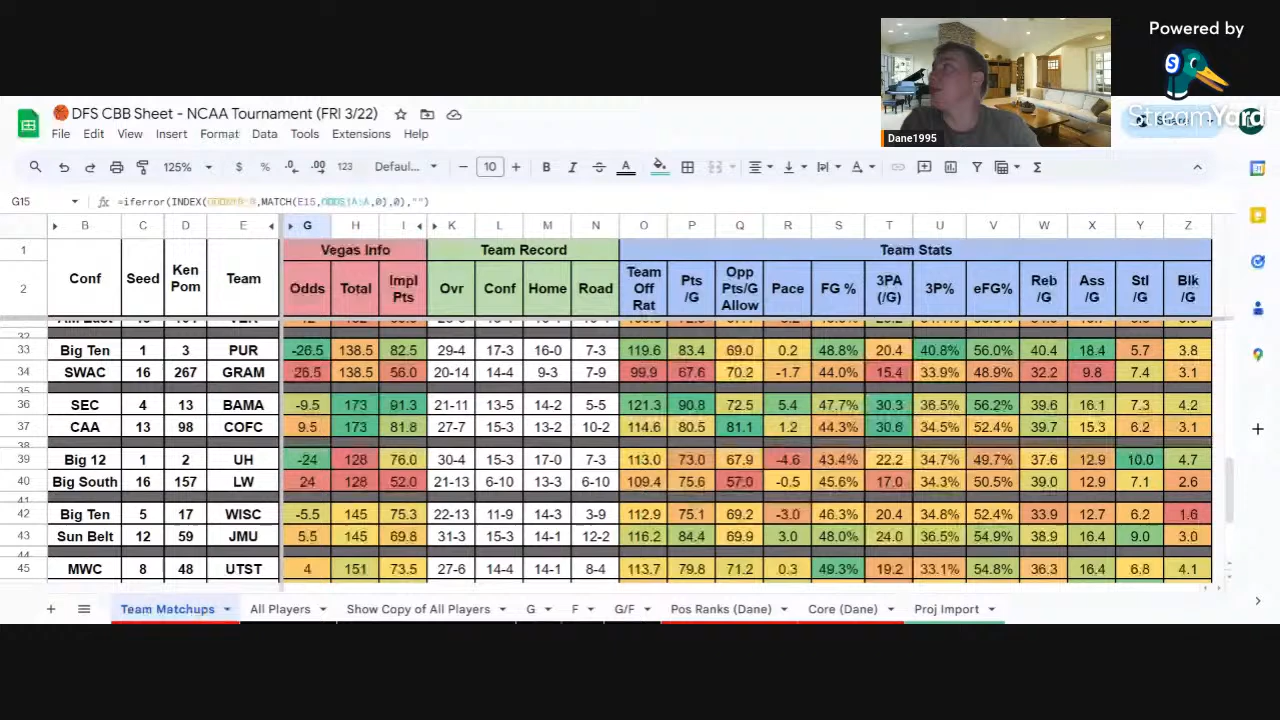 Powered by
S
StreamYard
Dane1995
DFS CBB Sheet - NCAA Tournament (FRI 3/22)
File Edit View Insert Format Data Tools Extensions Help
125% $ % .0 .00 123 Defaul... 10 B I S A
G15 fx =iferror(INDEX( ,MATCH(E15,ODDS!A:A,0),0),"")
B C D E G H I K L M N O P Q R S T U V W X Y Z
1 Vegas Info Team Record Team Stats
2 Conf Seed Ken Pom Team Odds Total Impl Pts Ovr Conf Home Road Team Off Rat Pts /G Opp Pts/G Allow Pace FG % 3PA (/G) 3P% eFG% Reb /G Ass /G Stl /G Blk /G
33 Big Ten 1 3 PUR -26.5 138.5 82.5 29-4 17-3 16-0 7-3 119.6 83.4 69.0 0.2 48.8% 20.4 40.8% 56.0% 40.4 18.4 5.7 3.8
34 SWAC 16 267 GRAM 26.5 138.5 56.0 20-14 14-4 9-3 7-9 99.9 67.6 70.2 -1.7 44.0% 15.4 33.9% 48.9% 32.2 9.8 7.4 3.1
36 SEC 4 13 BAMA -9.5 173 91.3 21-11 13-5 14-2 5-5 121.3 90.8 72.5 5.4 47.7% 30.3 36.5% 56.2% 39.6 16.1 7.3 4.2
37 CAA 13 98 COFC 9.5 173 81.8 27-7 15-3 13-2 10-2 114.6 80.5 81.1 1.2 44.3% 30.6 34.5% 52.4% 39.7 15.3 6.2 3.1
39 Big 12 1 2 UH -24 128 76.0 30-4 15-3 17-0 7-3 113.0 73.0 67.9 -4.6 43.4% 22.2 34.7% 49.7% 37.6 12.9 10.0 4.7
40 Big South 16 157 LW 24 128 52.0 21-13 6-10 13-3 6-10 109.4 75.6 57.0 -0.5 45.6% 17.0 34.3% 50.5% 39.0 12.9 7.1 2.6
42 Big Ten 5 17 WISC -5.5 145 75.3 22-13 11-9 14-3 3-9 112.9 75.1 69.2 -3.0 46.3% 20.4 34.8% 52.4% 33.9 12.7 6.2 1.6
43 Sun Belt 12 59 JMU 5.5 145 69.8 31-3 15-3 14-1 12-2 116.2 84.4 69.9 3.0 48.0% 24.0 36.5% 54.9% 38.9 16.4 9.0 3.0
45 MWC 8 48 UTST 4 151 73.5 27-6 14-4 14-1 8-4 113.7 79.8 71.2 0.3 49.3% 19.2 33.1% 54.8% 36.3 16.4 6.8 4.1
Team Matchups All Players Show Copy of All Players G F G/F Pos Ranks (Dane) Core (Dane) Proj Import